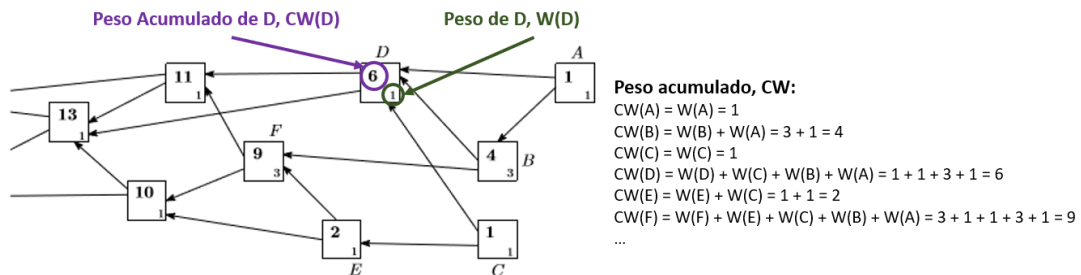 Peso Acumulado de D, CW(D)
Peso de D, W(D)
D
A
11
1
6
1
1
1
13
1
F
9
3
4
3
B
10
1
2
1
E
1
1
C
Peso acumulado, CW:
CW(A) = W(A) = 1
CW(B) = W(B) + W(A) = 3 + 1 = 4
CW(C) = W(C) = 1
CW(D) = W(D) + W(C) + W(B) + W(A) = 1 + 1 + 3 + 1 = 6
CW(E) = W(E) + W(C) = 1 + 1 = 2
CW(F) = W(F) + W(E) + W(C) + W(B) + W(A) = 3 + 1 + 1 + 3 + 1 = 9
...